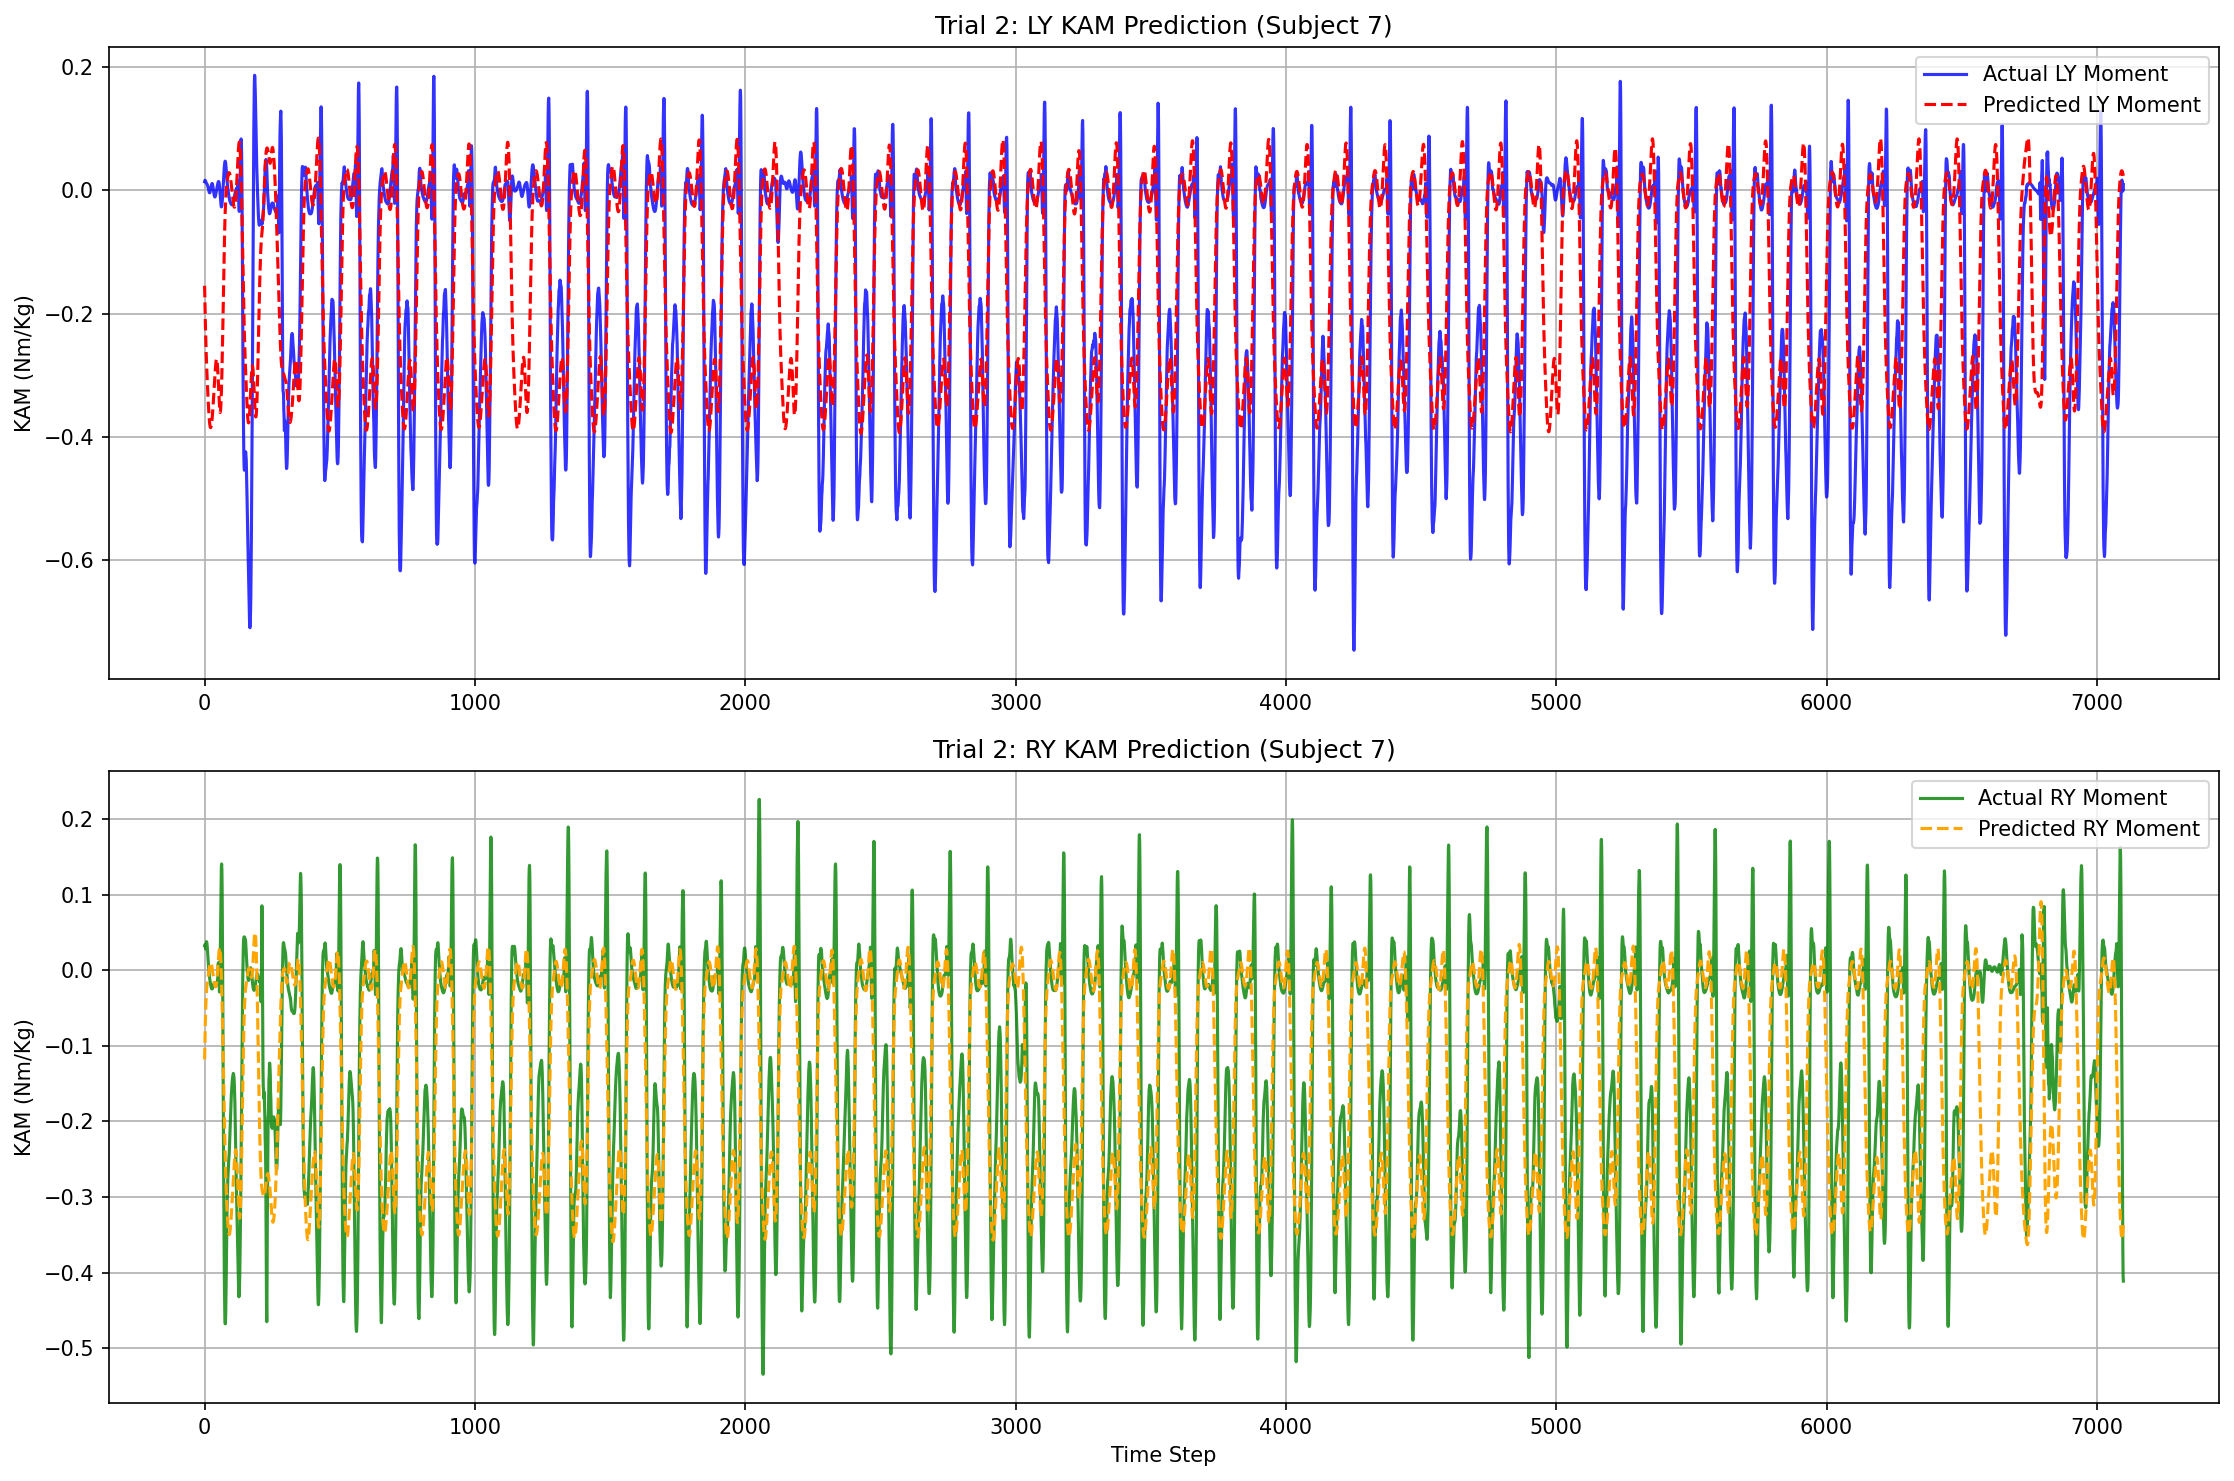 Trial 2: LY KAM Prediction (Subject 7)
Actual LY Moment
Predicted LY Moment
KAM (Nm/Kg)
0.2
0.0
−0.2
−0.4
−0.6
0 1000 2000 3000 4000 5000 6000 7000
Trial 2: RY KAM Prediction (Subject 7)
Actual RY Moment
Predicted RY Moment
KAM (Nm/Kg)
0.2
0.1
0.0
−0.1
−0.2
−0.3
−0.4
−0.5
0 1000 2000 3000 4000 5000 6000 7000
Time Step